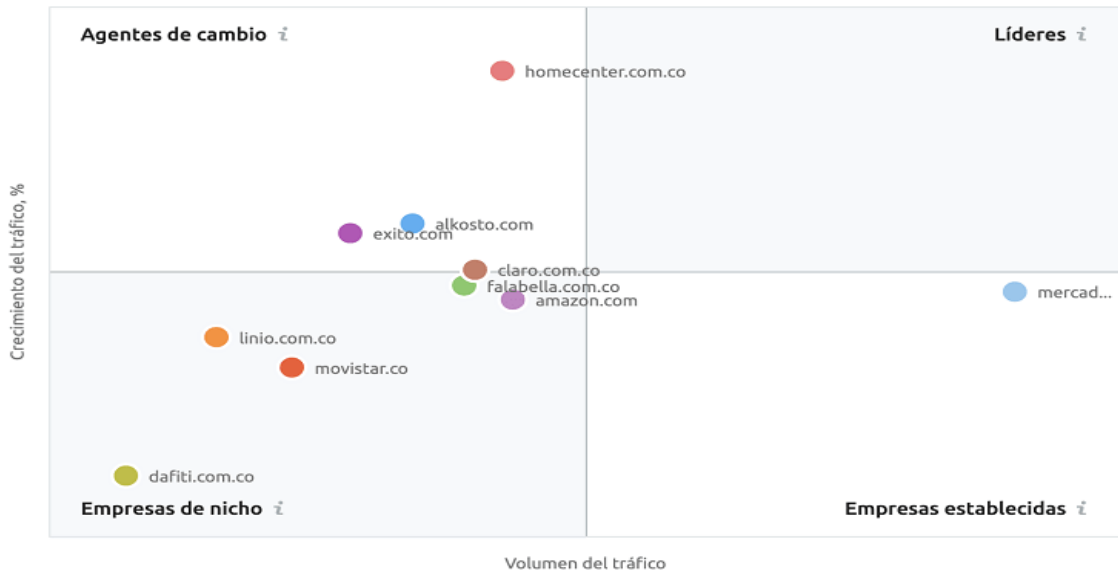 Agentes de cambio i
Líderes i
homecenter.com.co
alkosto.com
exito.com
claro.com.co
falabella.com.co
mercad...
amazon.com
linio.com.co
movistar.co
dafiti.com.co
Empresas de nicho i
Empresas establecidas i
Crecimiento del tráfico, %
Volumen del tráfico